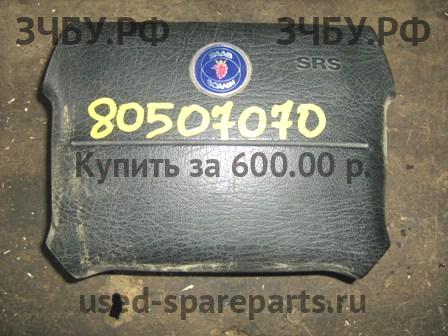 ЗЧБУ.РФ ЗЧБУ.РФ
SAAB
SRS
SCANIA
80507070
Купить за 600.00 р.
used-spareparts.ru